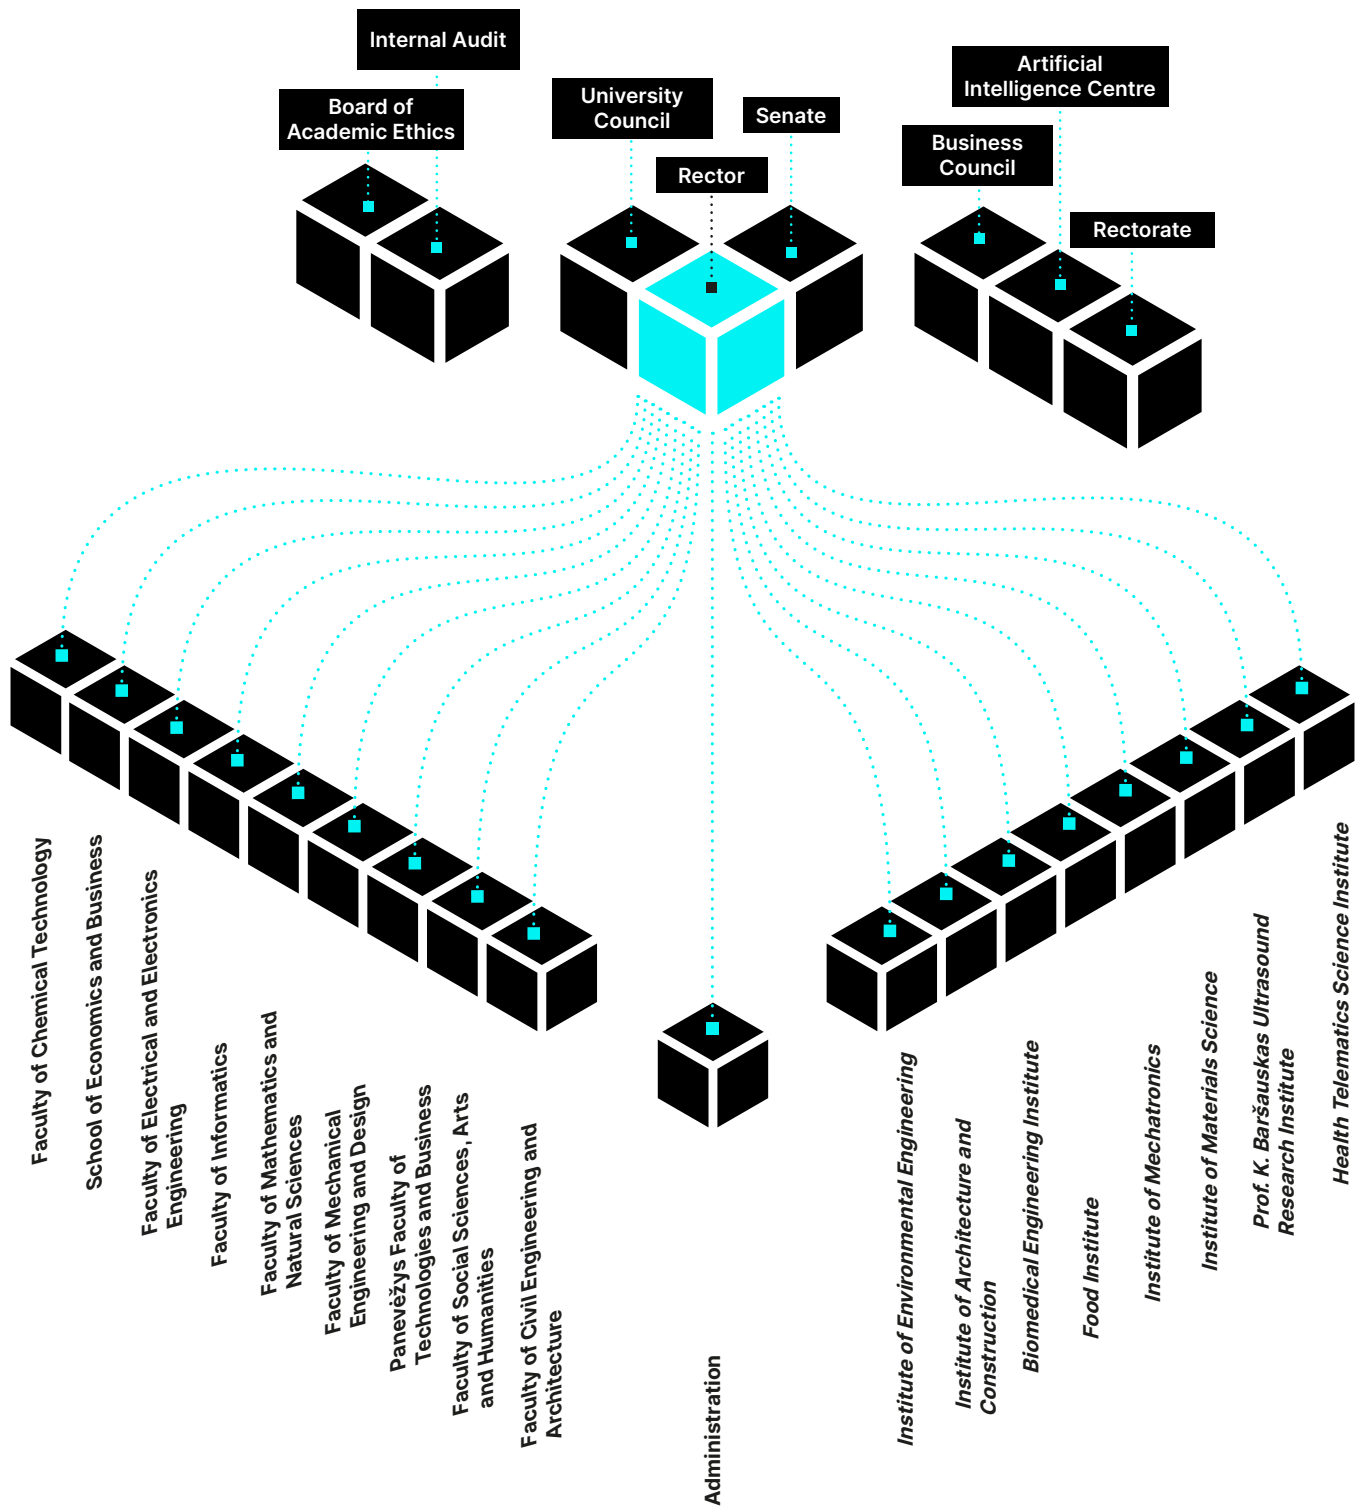 Internal Audit
Board of
Academic Ethics
University
Council
Senate
Rector
Artificial
Intelligence Centre
Business
Council
Rectorate
Faculty of Chemical Technology
School of Economics and Business
Faculty of Electrical and Electronics
Engineering
Faculty of Informatics
Faculty of Mathematics and
Natural Sciences
Faculty of Mechanical
Engineering and Design
Panevėžys Faculty of
Technologies and Business
Faculty of Social Sciences, Arts
and Humanities
Faculty of Civil Engineering and
Architecture
Administration
Institute of Environmental Engineering
Institute of Architecture and
Construction
Biomedical Engineering Institute
Food Institute
Institute of Mechatronics
Institute of Materials Science
Prof. K. Baršauskas Ultrasound
Research Institute
Health Telematics Science Institute